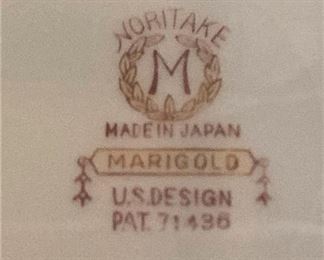 NORITAKE
M
MADE IN JAPAN
MARIGOLD
U.S.DESIGN
PAT. 71436